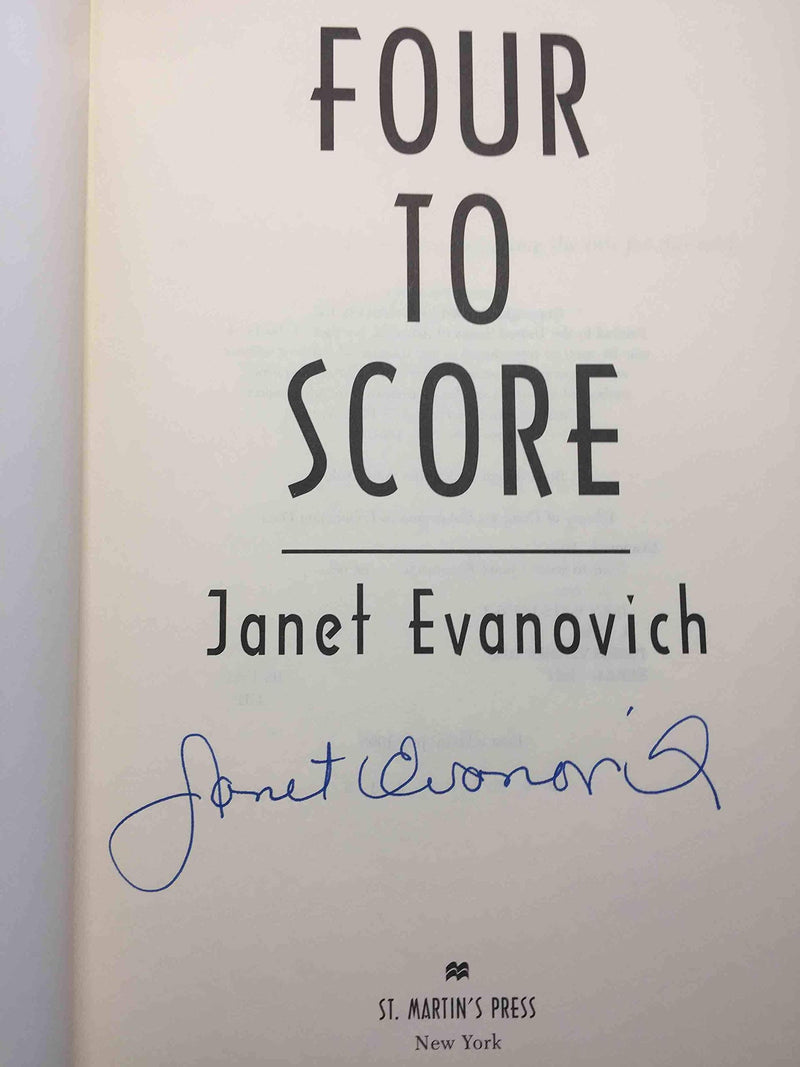 FOUR
TO
SCORE
Janet Evanovich
Janet Evanovich
ST. MARTIN'S PRESS
New York